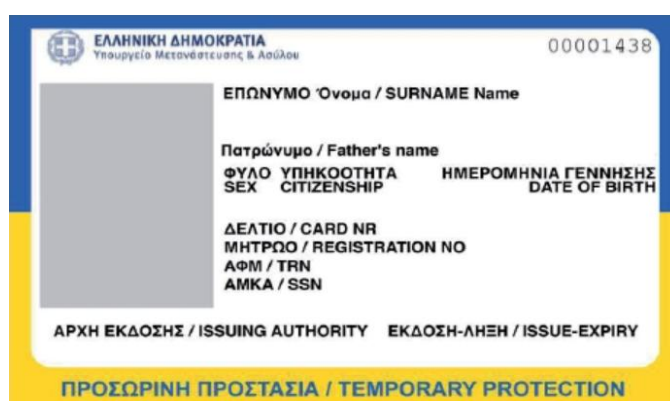 ΕΛΛΗΝΙΚΗ ΔΗΜΟΚΡΑΤΙΑ
Υπουργείο Μετανάστευσης & Ασύλου
00001438
ΕΠΩΝΥΜΟ Όνομα / SURNAME Name
Πατρώνυμο / Father's name
ΦΥΛΟ ΥΠΗΚΟΟΤΗΤΑ ΗΜΕΡΟΜΗΝΙΑ ΓΕΝΝΗΣΗΣ
SEX CITIZENSHIP DATE OF BIRTH
ΔΕΛΤΙΟ / CARD NR
ΜΗΤΡΩΟ / REGISTRATION NO
ΑΦΜ / TRN
ΑΜΚΑ / SSN
ΑΡΧΗ ΕΚΔΟΣΗΣ / ISSUING AUTHORITY ΕΚΔΟΣΗ-ΛΗΞΗ / ISSUE-EXPIRY
ΠΡΟΣΩΡΙΝΗ ΠΡΟΣΤΑΣΙΑ / TEMPORARY PROTECTION